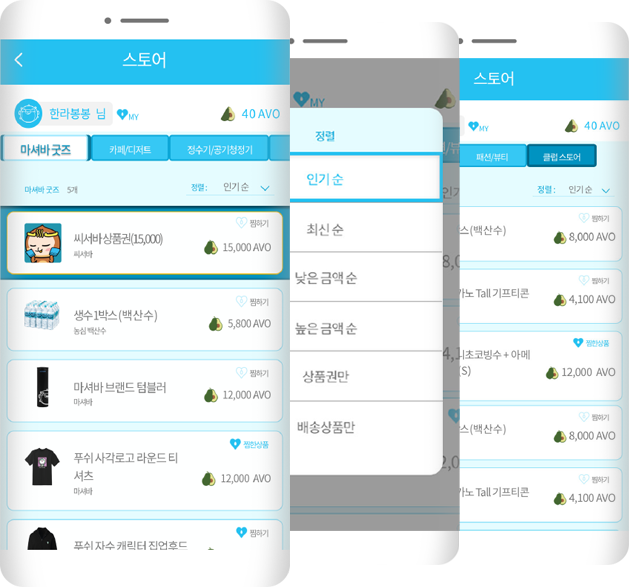 스토어
한라봉봉 님
MY
40 AVO
마셔바 굿즈
카페/디저트
정수기/공기청정기
마셔바 굿즈 5개
정렬: 인기 순
찜하기
씨서바상품권(15,000)
씨서바
15,000 AVO
찜하기
생수1박스(백산수)
농심 백산수
5,800 AVO
찜하기
마셔바 브랜드 텀블러
마셔바
12,000 AVO
찜한상품
푸쉬 사각로고 라운드 티
셔츠
마셔바
12,000 AVO
찜하기
푸쉬 자수 캐릭터 집업후드
MY
정렬
인기 순
최신 순
낮은 금액 순
높은 금액 순
상품권만
배송상품만
스토어
MY
40 AVO
패션/뷰티
클럽 스토어
정렬: 인기 순
찜하기
스(백산수)
8,000 AVO
찜하기
가노 Tall 기프티콘
4,100 AVO
찜한상품
초코빙수 + 아메
(S)
12,000 AVO
찜하기
스(백산수)
8,000 AVO
찜하기
가노 Tall 기프티콘
4,100 AVO